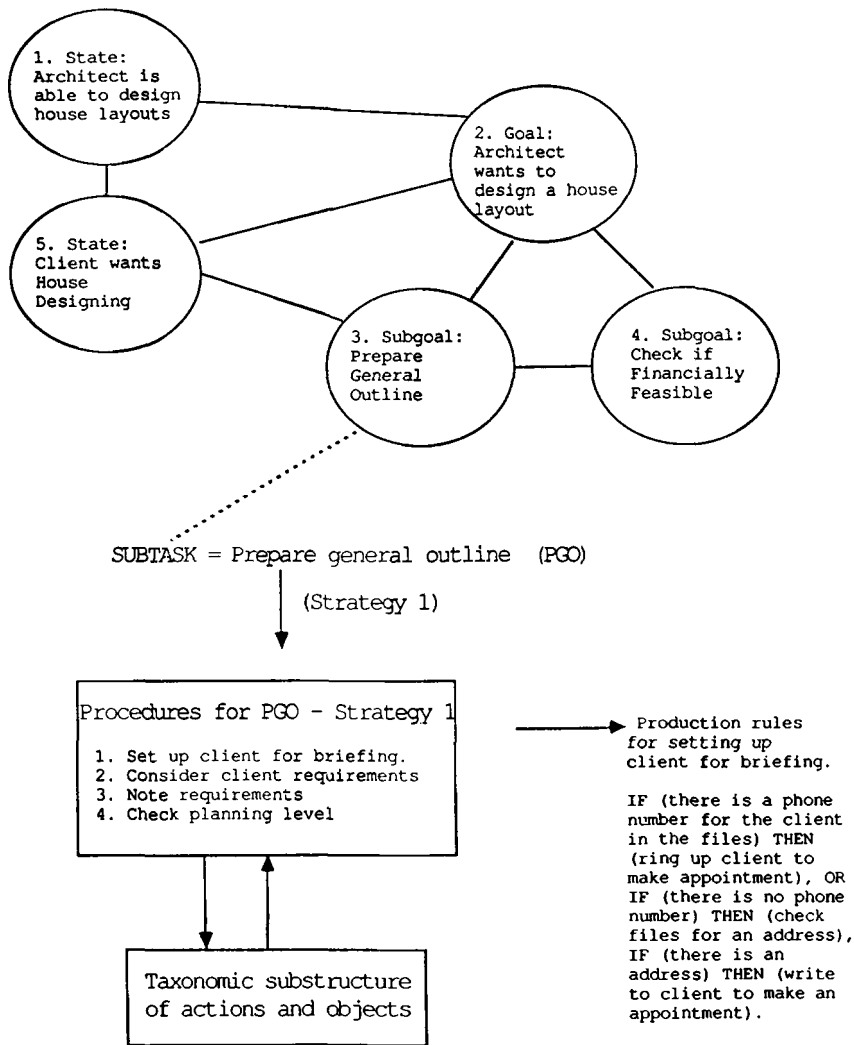 1. State:
Architect is
able to design
house layouts
2. Goal:
Architect
wants to
design a house
layout
5. State:
Client wants
House
Designing
3. Subgoal:
Prepare
General
Outline
4. Subgoal:
Check if
Financially
Feasible
SUBTASK = Prepare general outline (PGO)
(Strategy 1)
Procedures for PGO - Strategy 1
1. Set up client for briefing.
2. Consider client requirements
3. Note requirements
4. Check planning level
Production rules
for setting up
client for briefing.
IF (there is a phone
number for the client
in the files) THEN
(ring up client to
make appointment), OR
IF (there is no phone
number) THEN (check
files for an address),
IF (there is an
address) THEN (write
to client to make an
appointment).
Taxonomic substructure
of actions and objects